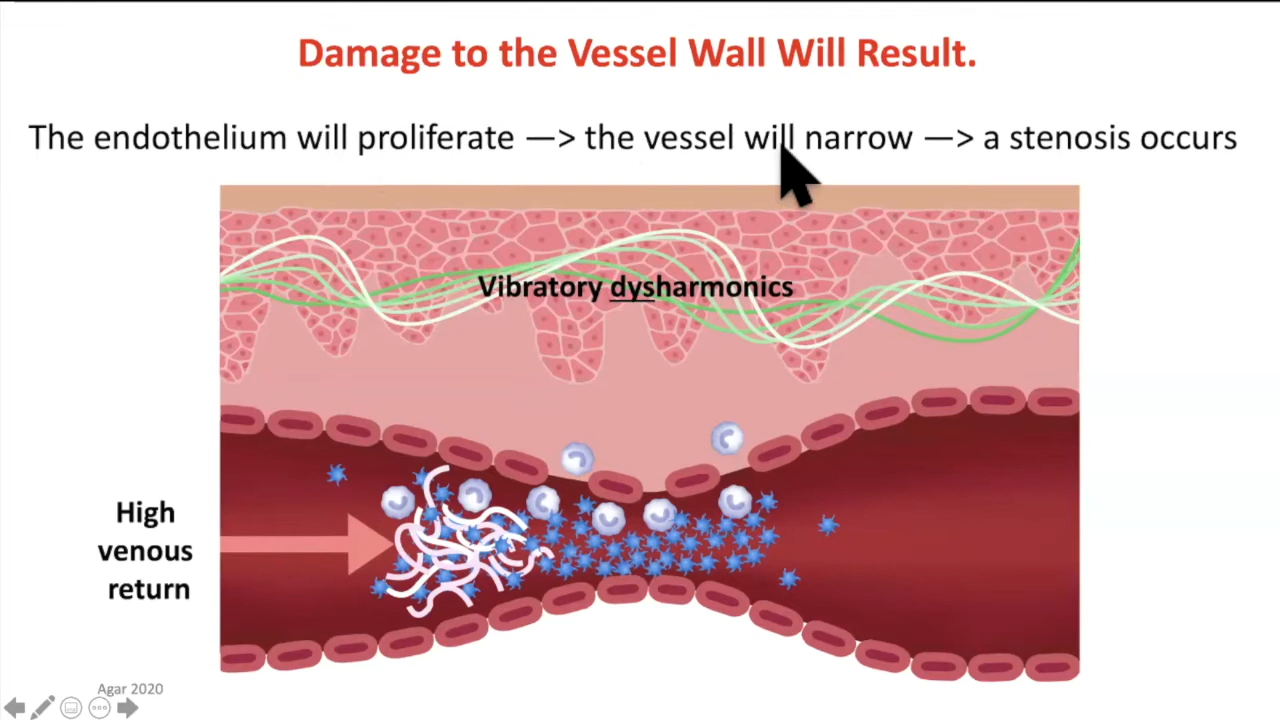 Damage to the Vessel Wall Will Result.
The endothelium will proliferate —> the vessel will narrow —> a stenosis occurs
Vibratory dysharmonics
High
venous
return
Agar 2020